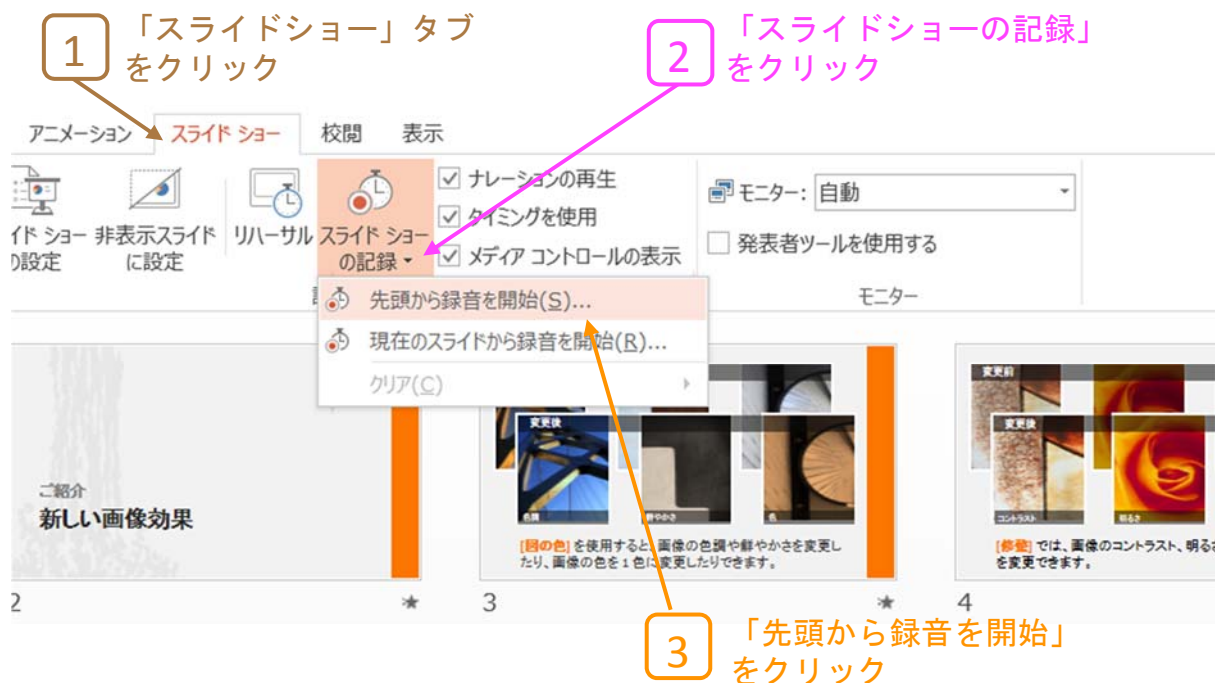 1
「スライドショー」タブ
をクリック
2
「スライドショーの記録」
をクリック
アニメーション スライド ショー 校閲 表示
イド ショー
の設定
非表示スライド
に設定
リハーサル
スライド ショー
の記録
ナレーションの再生
タイミングを使用
メディア コントロールの表示
モニター: 自動
発表者ツールを使用する
モニター
先頭から録音を開始(S)...
現在のスライドから録音を開始(R)...
クリア(C)
ご紹介
新しい画像効果
2
変更後
色調 鮮やかさ 色
[図の色] を使用すると、画像の色調や鮮やかさを変更し
たり、画像の色を1色に変更したりできます。
3
変更前
変更後
コントラスト 明るさ
[修整] では、画像のコントラスト、明るさ
を変更できます。
4
3
「先頭から録音を開始」
をクリック